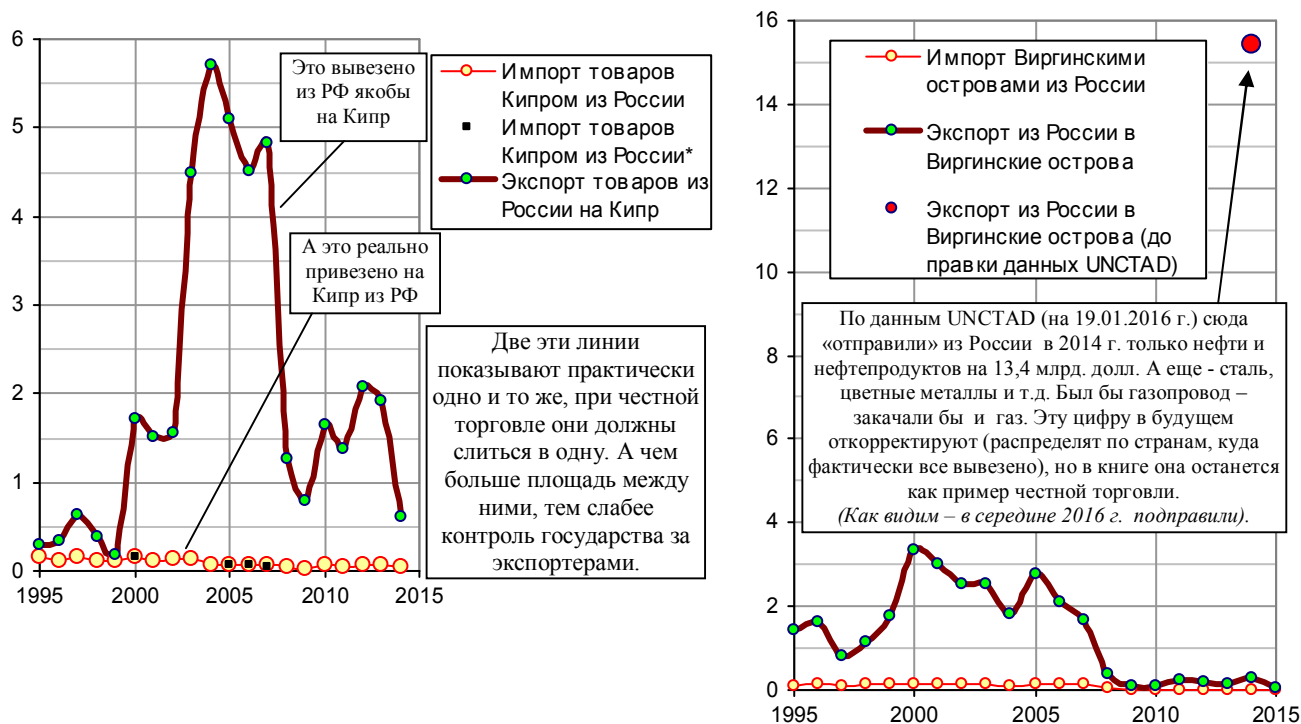 6
5
4
3
2
1
0
1995
2000
2005
2010
2015
Это вывезено
из РФ якобы
на Кипр
А это реально
привезено на
Кипр из РФ
Импорт товаров
Кипром из России
Импорт товаров
Кипром из России*
Экспорт товаров из
России на Кипр
Две эти линии
показывают практически
одно и то же, при честной
торговле они должны
слиться в одну. А чем
больше площадь между
ними, тем слабее
контроль государства за
экспортерами.
16
15
16
15
4
2
0
1995
2000
2005
2010
2015
Импорт Виргинскими
островами из России
Экспорт из России в
Виргинские острова
Экспорт из России в
Виргинские острова (до
правки данных UNCTAD)
По данным UNCTAD (на 19.01.2016 г.) сюда
«отправили» из России в 2014 г. только нефти и
нефтепродуктов на 13,4 млрд. долл. А еще - сталь,
цветные металлы и т.д. Был бы газопровод –
закачали бы и газ. Эту цифру в будущем
откорректируют (распределят по странам, куда
фактически все вывезено), но в книге она останется
как пример честной торговли.
(Как видим – в середине 2016 г. подправили).